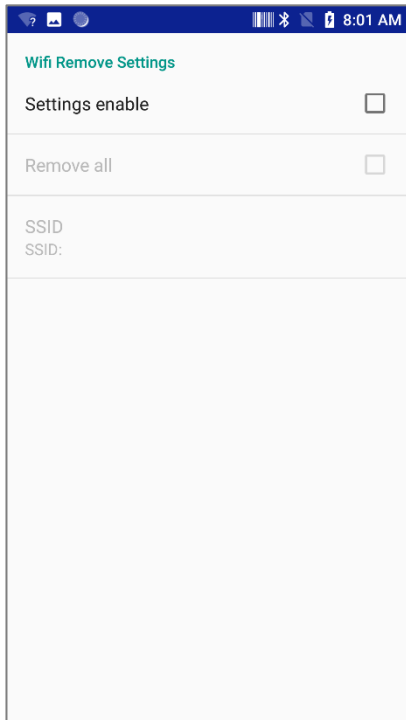 8:01 AM
Wifi Remove Settings
Settings enable
Remove all
SSID
SSID: